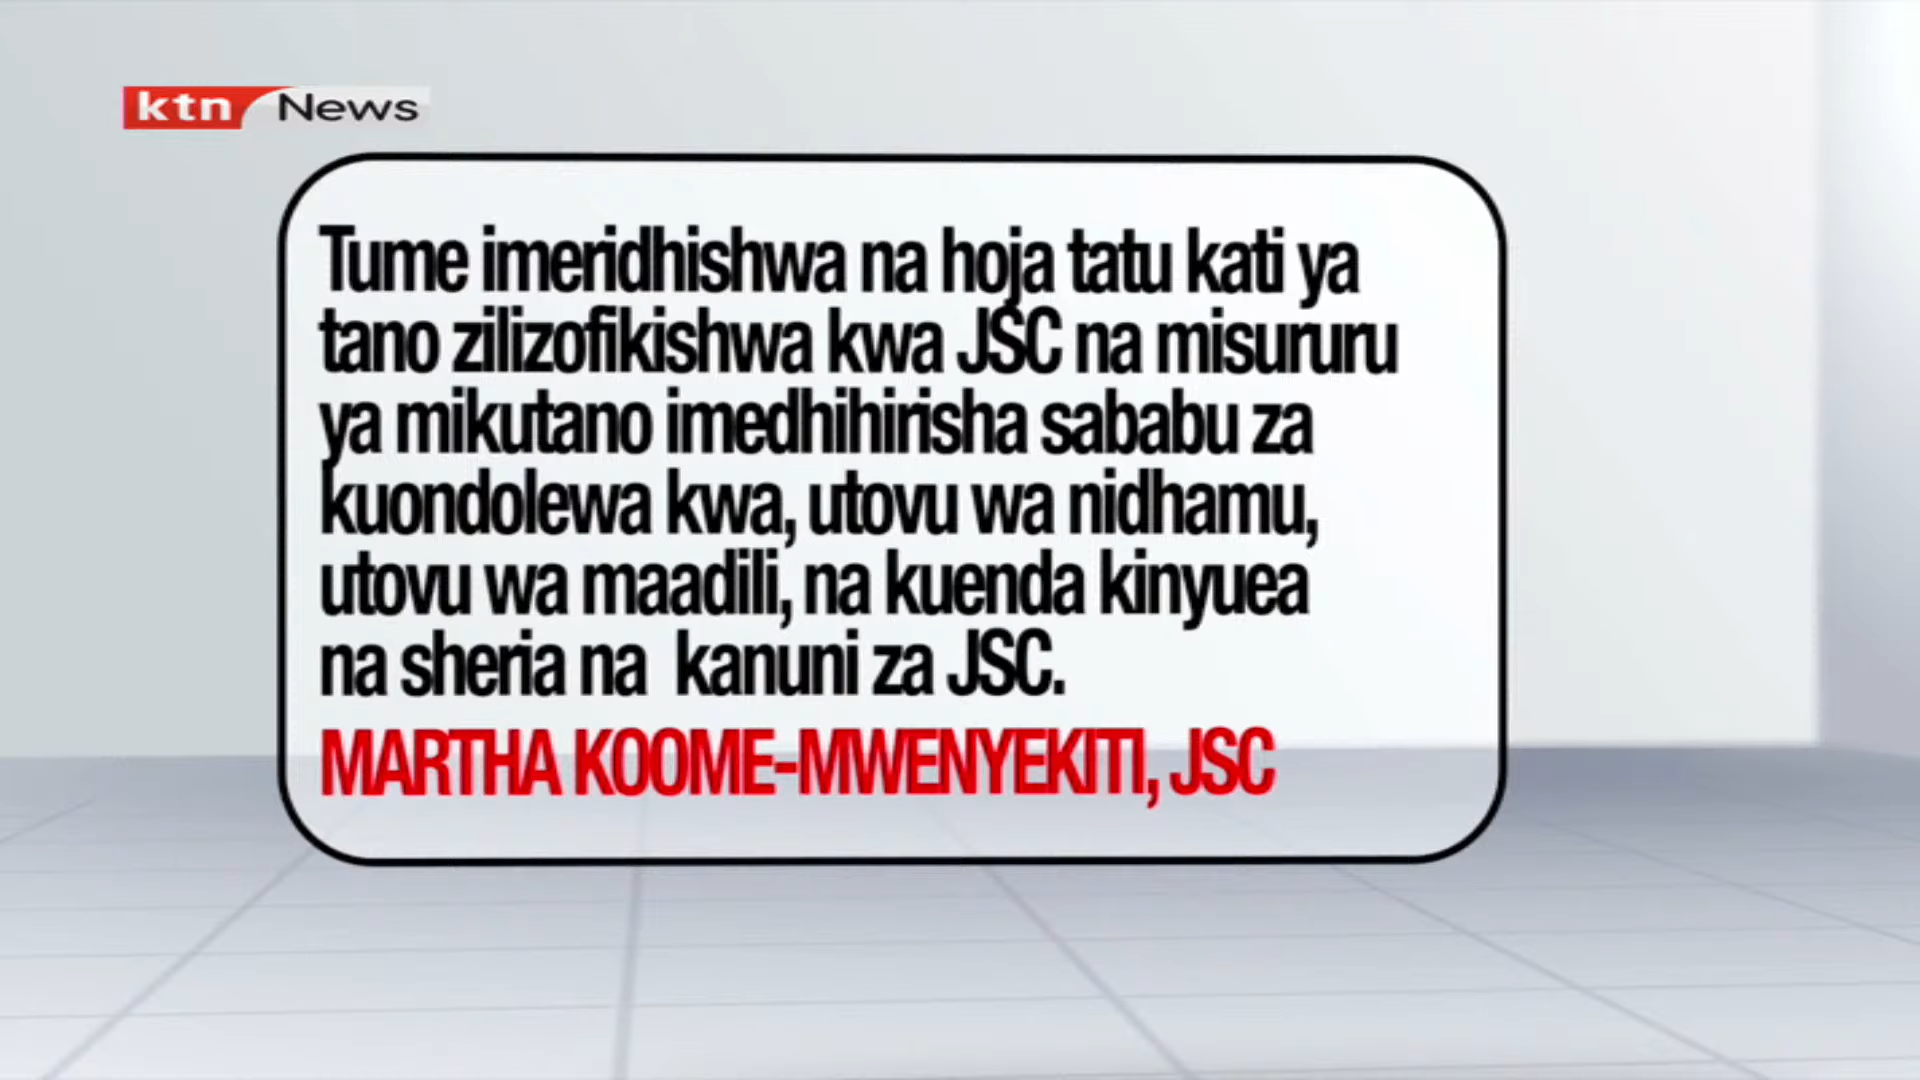 ktn News
Tume imeridhishwa na hoja tatu kati ya
tano zilizofikishwa kwa JSC na misururu
ya mikutano imedhihirisha sababu za
kuondolewa kwa, utovu wa nidhamu,
utovu wa maadili, na kuenda kinyuea
na sheria na kanuni za JSC.
MARTHA KOOME-MWENYEKITI, JSC